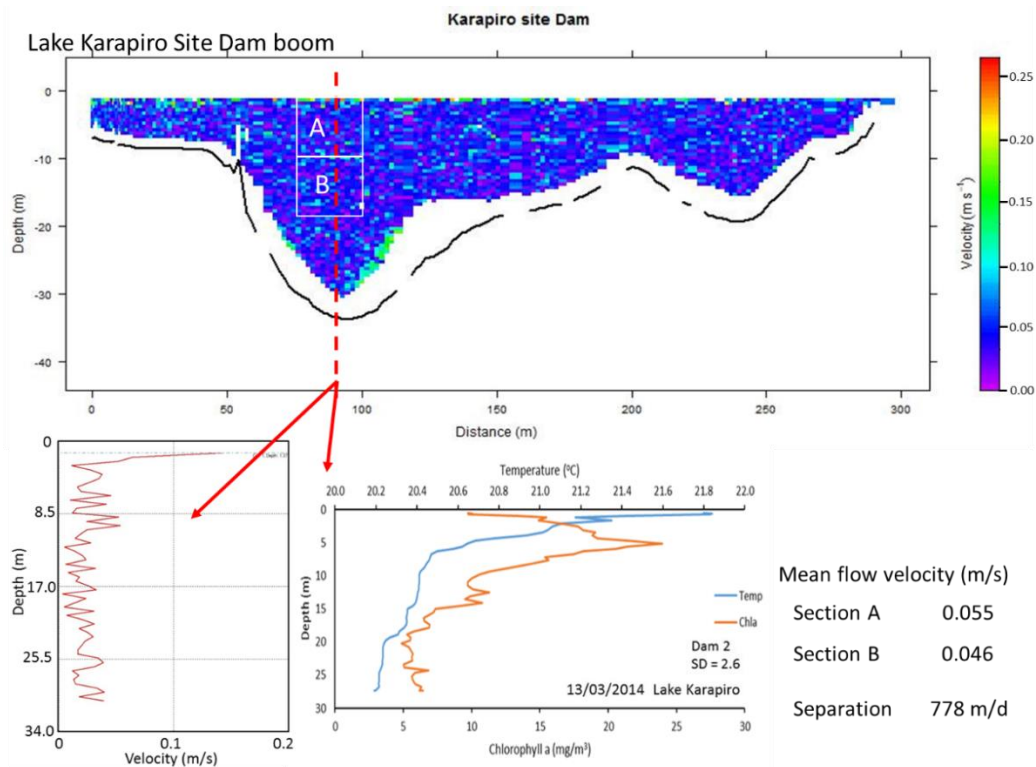 Karapiro site Dam
Lake Karapiro Site Dam boom
0
-10
-20
-30
-40
Depth (m)
A
B
0 50 100 150 200 250 300
Distance (m)
0.25
0.20
0.15
0.10
0.05
0.00
Velocity (m s⁻¹)
0
8.5
17.0
25.5
34.0
Depth (m)
0 0.1 0.2
Velocity (m/s)
Temperature (ºC)
20.0 20.2 20.4 20.6 20.8 21.0 21.2 21.4 21.6 21.8 22.0
0
5
10
15
20
25
30
Depth (m)
Temp
Chla
Dam 2
SD = 2.6
13/03/2014 Lake Karapiro
0 5 10 15 20 25 30
Chlorophyll a (mg/m³)
Mean flow velocity (m/s)
Section A 0.055
Section B 0.046
Separation 778 m/d